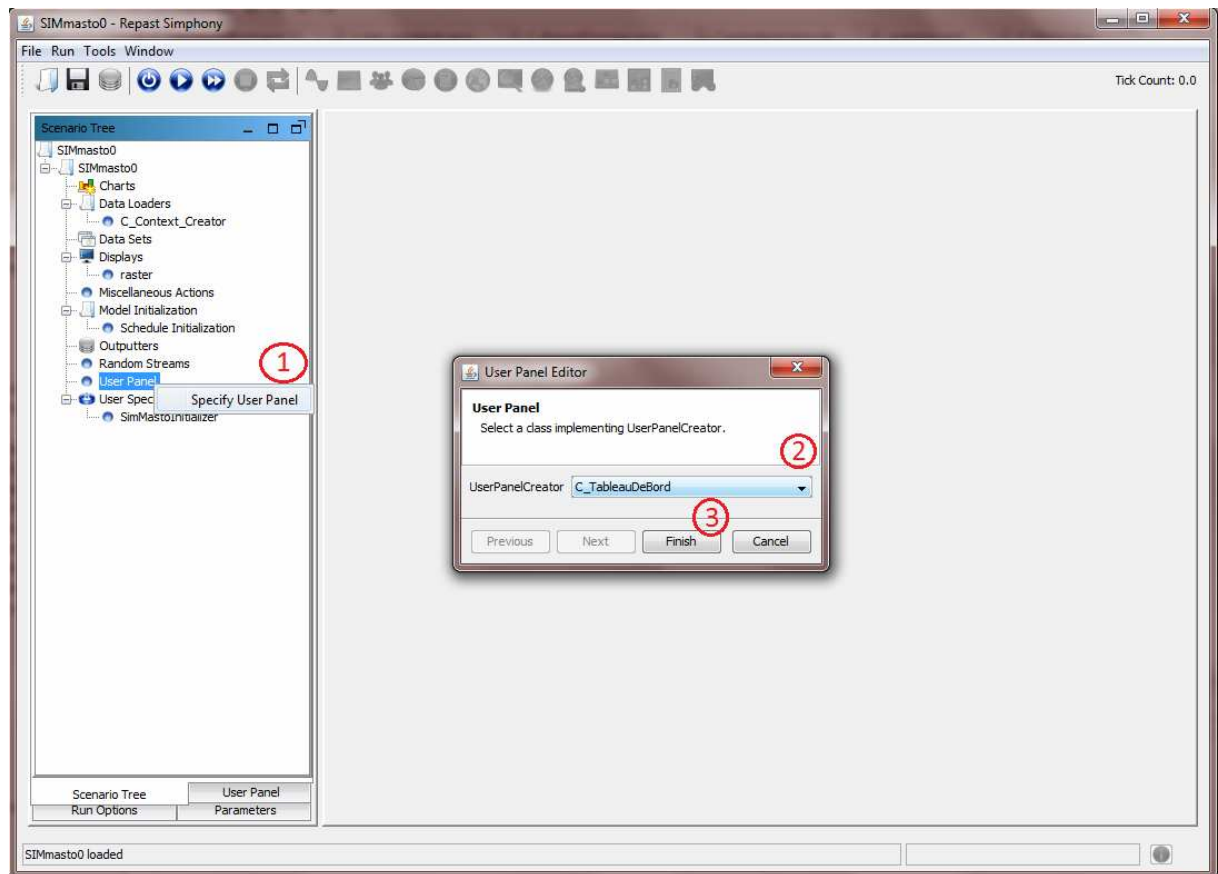 SIMmasto0 - Repast Simphony
File Run Tools Window
Tick Count: 0.0
Scenario Tree
SIMmasto0
SIMmasto0
Charts
Data Loaders
C_Context_Creator
Data Sets
Displays
raster
Miscellaneous Actions
Model Initialization
Schedule Initialization
Outputters
Random Streams
1
User Panel
User Spec
Specify User Panel
SimMastoInitializer
User Panel Editor
User Panel
Select a class implementing UserPanelCreator.
2
UserPanelCreator C_TableauDeBord
3
Previous Next Finish Cancel
Scenario Tree User Panel
Run Options Parameters
SIMmasto0 loaded